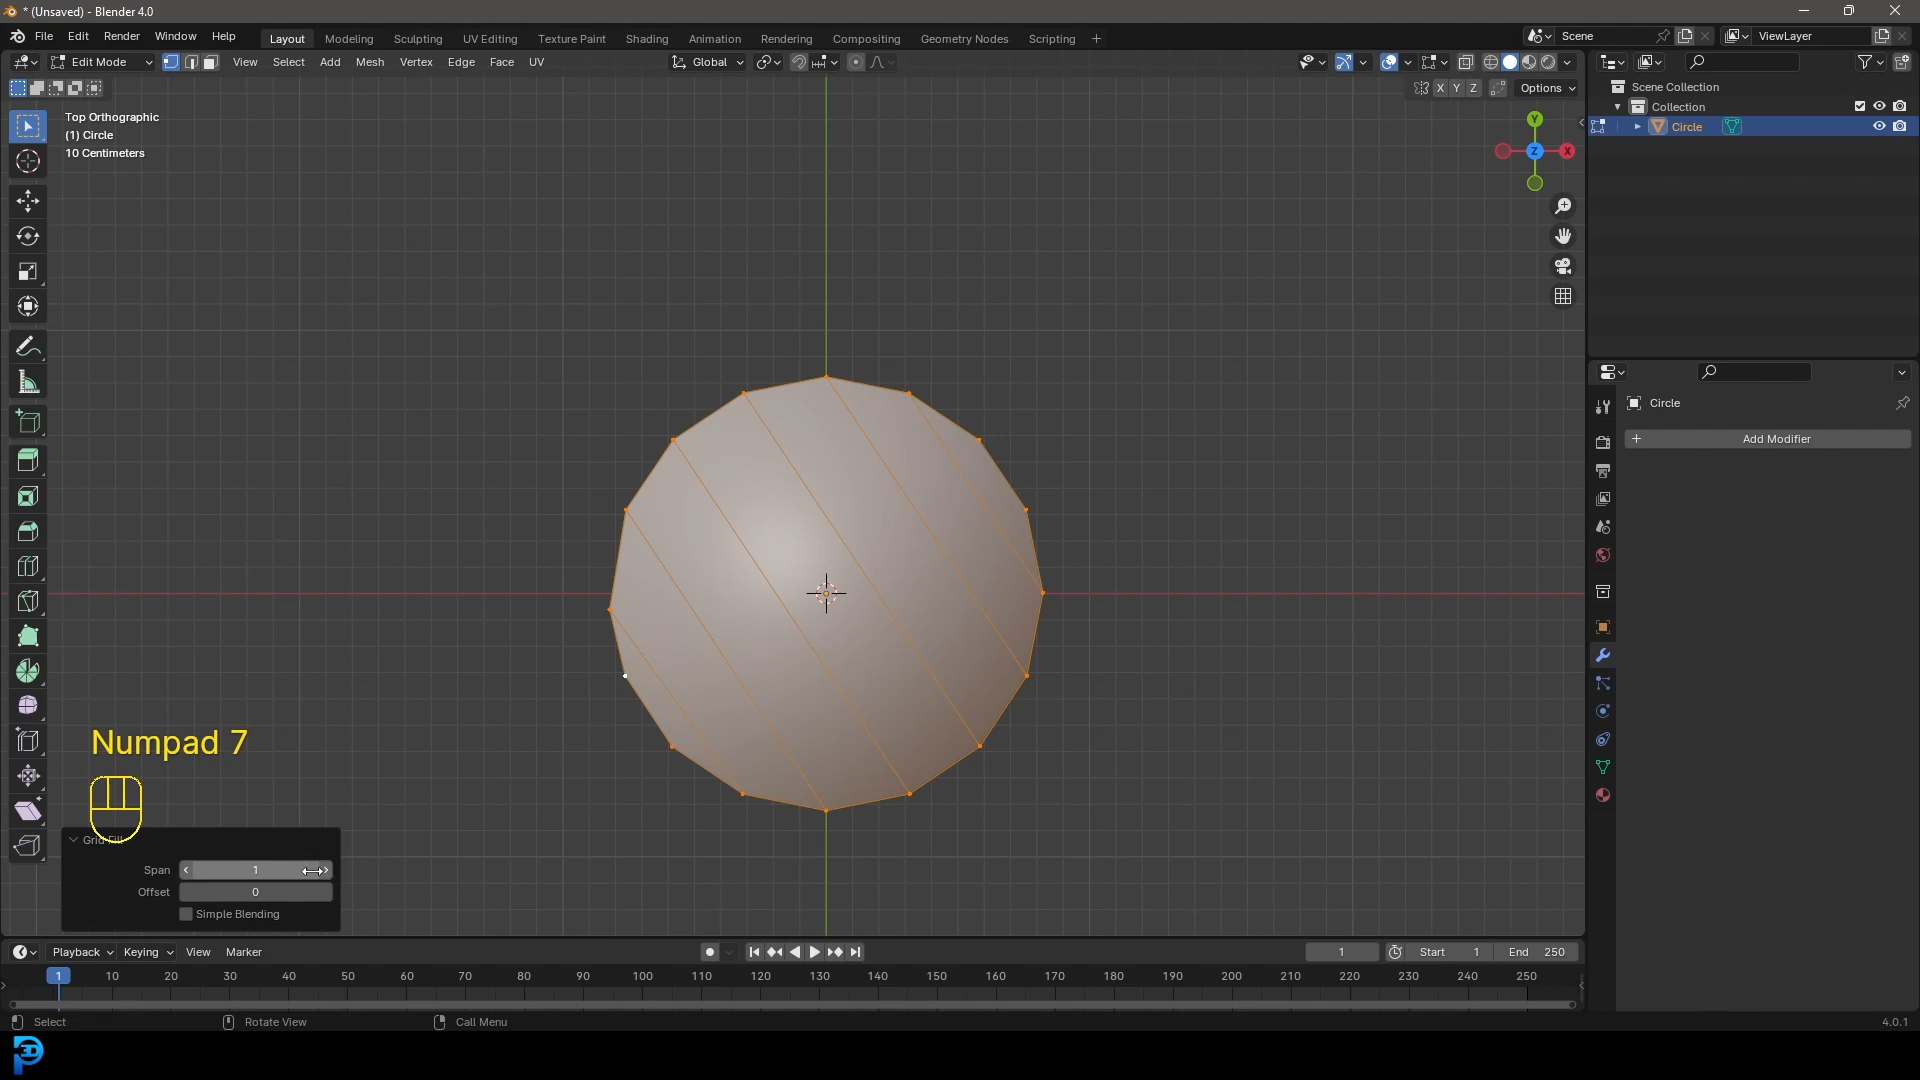 * (Unsaved) - Blender 4.0
File Edit Render Window Help
Layout Modeling Sculpting UV Editing Texture Paint Shading Animation Rendering Compositing Geometry Nodes Scripting +
Scene
ViewLayer
Edit Mode
View Select Add Mesh Vertex Edge Face UV
Global
X Y Z
Options
Top Orthographic
(1) Circle
10 Centimeters
Y
Z
X
Scene Collection
Collection
Circle
Circle
+ Add Modifier
Numpad 7
Grid Fill
Span 1
Offset 0
Simple Blending
Playback Keying View Marker
1
Start 1
End 250
1 10 20 30 40 50 60 70 80 90 100 110 120 130 140 150 160 170 180 190 200 210 220 230 240 250
Select
Rotate View
Call Menu
4.0.1